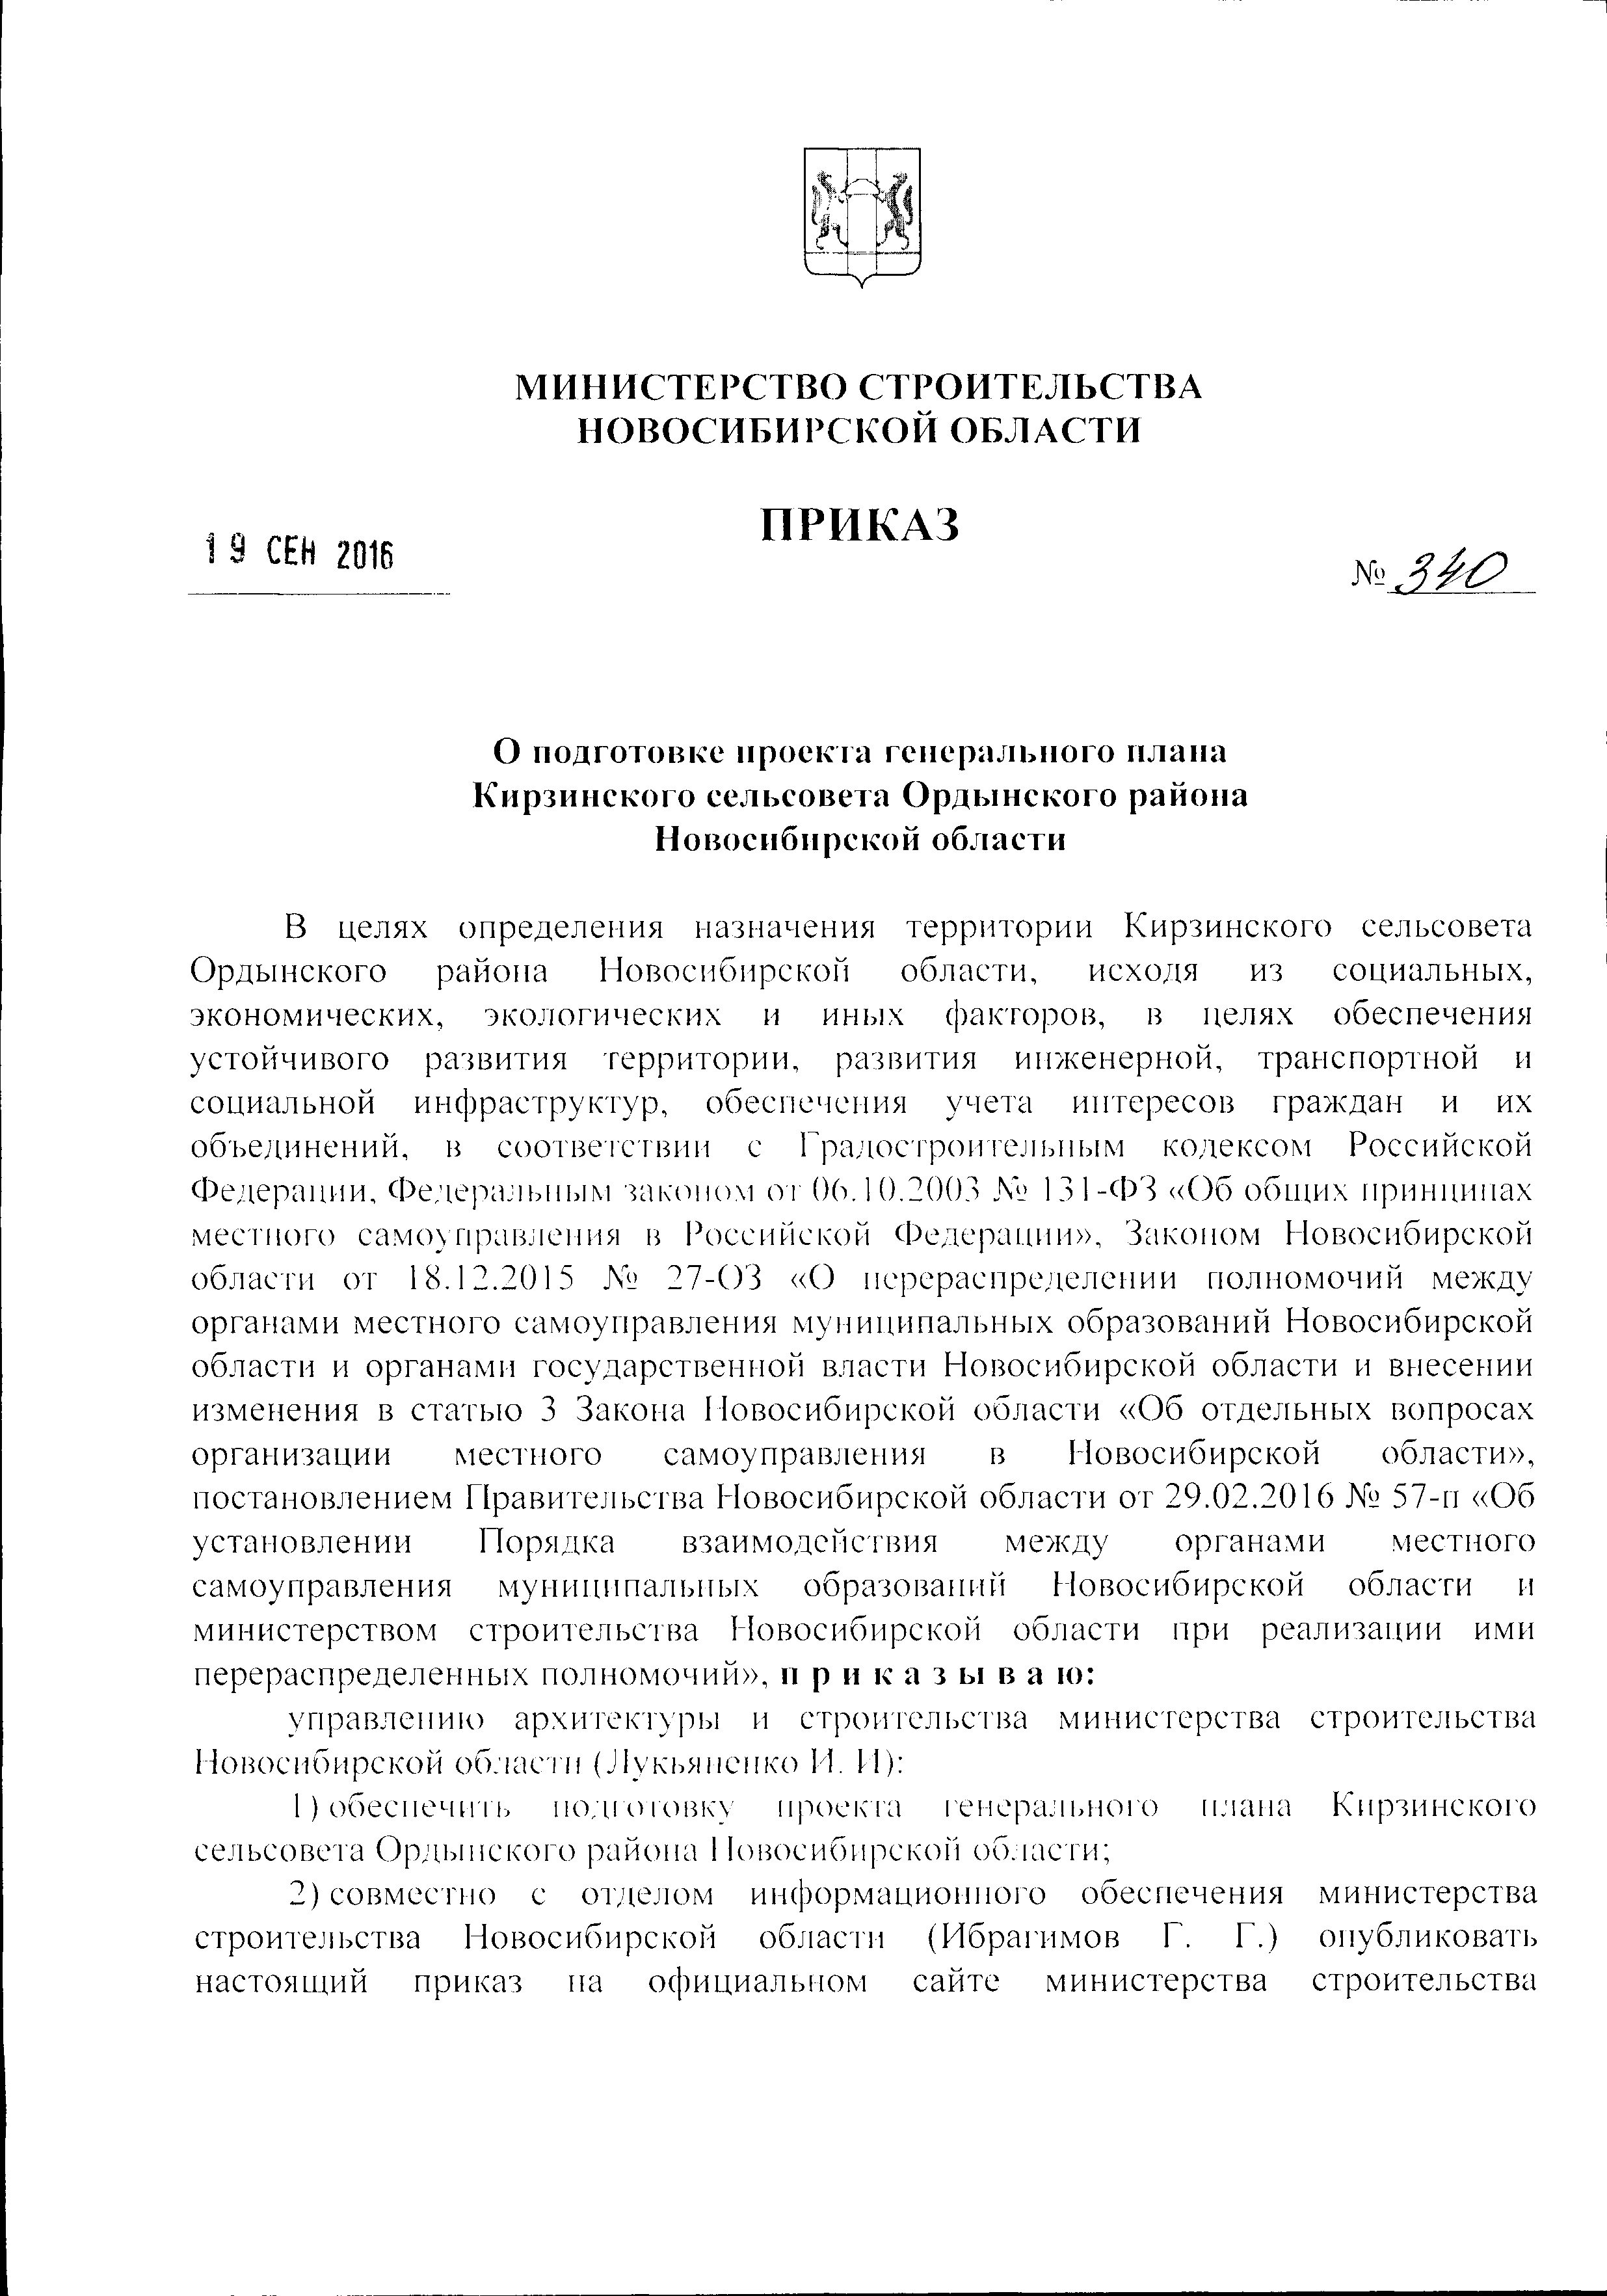 МИНИСТЕРСТВО СТРОИТЕЛЬСТВА
НОВОСИБИРСКОЙ ОБЛАСТИ
ПРИКАЗ
19 СЕН 2016
№ 340
О подготовке проекта генерального плана
Кирзинского сельсовета Ордынского района
Новосибирской области
В целях определения назначения территории Кирзинского сельсовета
Ордынского района Новосибирской области, исходя из социальных,
экономических, экологических и иных факторов, в целях обеспечения
устойчивого развития территории, развития инженерной, транспортной и
социальной инфраструктур, обеспечения учета интересов граждан и их
объединений, в соответствии с Градостроительным кодексом Российской
Федерации, Федеральным законом от 06.10.2003 № 131-ФЗ «Об общих принципах
местного самоуправления в Российской Федерации», Законом Новосибирской
области от 18.12.2015 № 27-ОЗ «О перераспределении полномочий между
органами местного самоуправления муниципальных образований Новосибирской
области и органами государственной власти Новосибирской области и внесении
изменения в статью 3 Закона Новосибирской области «Об отдельных вопросах
организации местного самоуправления в Новосибирской области»,
постановлением Правительства Новосибирской области от 29.02.2016 № 57-п «Об
установлении Порядка взаимодействия между органами местного
самоуправления муниципальных образований Новосибирской области и
министерством строительства Новосибирской области при реализации ими
перераспределенных полномочий», п р и к а з ы в а ю:
управлению архитектуры и строительства министерства строительства
Новосибирской области (Лукьяненко И. И):
1) обеспечить подготовку проекта генерального плана Кирзинского
сельсовета Ордынского района Новосибирской области;
2) совместно с отделом информационного обеспечения министерства
строительства Новосибирской области (Ибрагимов Г. Г.) опубликовать
настоящий приказ на официальном сайте министерства строительства